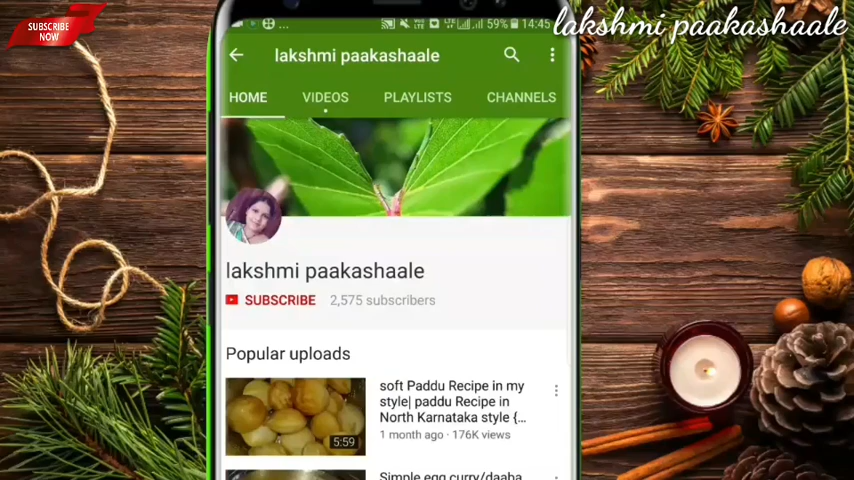 SUBSCRIBE
NOW
lakshmi paakashaale
59% 14:45
lakshmi paakashaale
HOME VIDEOS PLAYLISTS CHANNELS
lakshmi paakashaale
SUBSCRIBE 2,575 subscribers
Popular uploads
soft Paddu Recipe in my
style| paddu Recipe in
North Karnataka style {...
1 month ago · 176K views
5:59
Simple egg curry/daaba